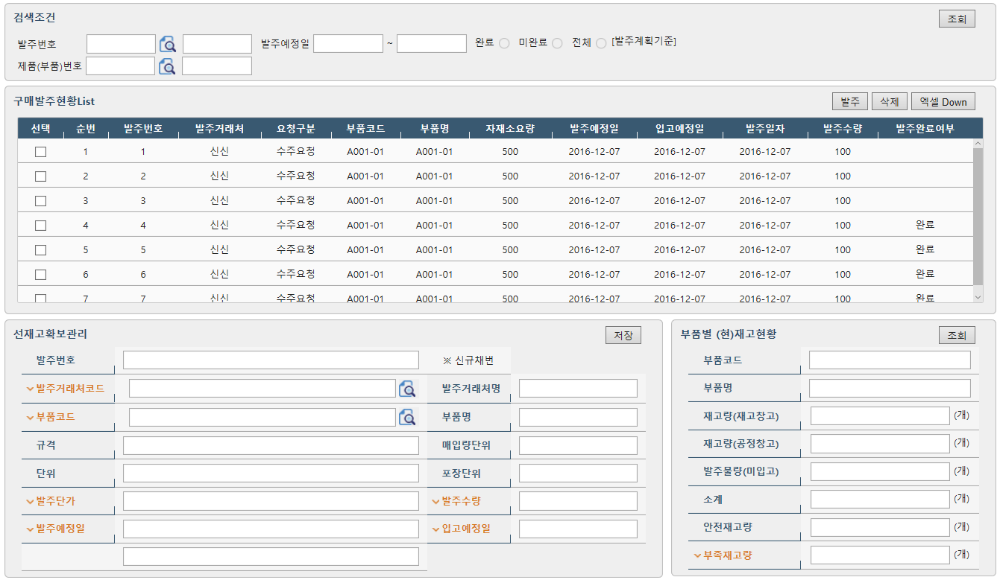 검색조건 조회
발주번호 발주예정일 ~ 완료 미완료 전체 [발주계획기준]
제품(부품)번호
구매발주현황List 발주 삭제 엑셀 Down
선택 순번 발주번호 발주거래처 요청구분 부품코드 부품명 자재소요량 발주예정일 입고예정일 발주일자 발주수량 발주완료여부
1 1 신신 수주요청 A001-01 A001-01 500 2016-12-07 2016-12-07 2016-12-07 100
2 2 신신 수주요청 A001-01 A001-01 500 2016-12-07 2016-12-07 2016-12-07 100
3 3 신신 수주요청 A001-01 A001-01 500 2016-12-07 2016-12-07 2016-12-07 100
4 4 신신 수주요청 A001-01 A001-01 500 2016-12-07 2016-12-07 2016-12-07 100 완료
5 5 신신 수주요청 A001-01 A001-01 500 2016-12-07 2016-12-07 2016-12-07 100 완료
6 6 신신 수주요청 A001-01 A001-01 500 2016-12-07 2016-12-07 2016-12-07 100 완료
7 7 신신 수주요청 A001-01 A001-01 500 2016-12-07 2016-12-07 2016-12-07 100 완료
선재고확보관리 저장
발주번호 ※ 신규채번
발주거래처코드 발주거래처명
부품코드 부품명
규격 매입량단위
단위 포장단위
발주단가 발주수량
발주예정일 입고예정일
부품별 (현)재고현황 조회
부품코드
부품명
재고량(재고창고) (개)
재고량(공정창고) (개)
발주물량(미입고) (개)
소계 (개)
안전재고량 (개)
부족재고량 (개)